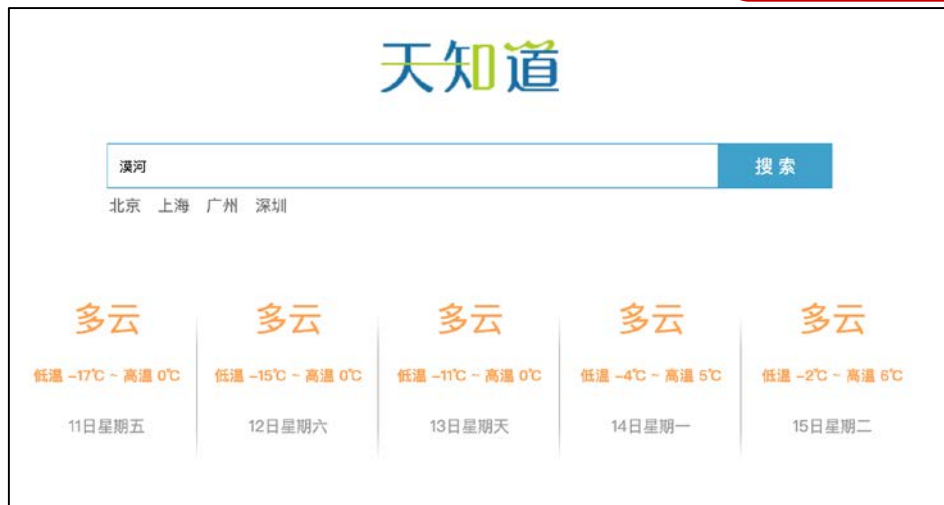 天知道
漠河
搜索
北京 上海 广州 深圳
多云 多云 多云 多云 多云
低温 -17℃ ~ 高温 0℃ 低温 -15℃ ~ 高温 0℃ 低温 -11℃ ~ 高温 0℃ 低温 -4℃ ~ 高温 5℃ 低温 -2℃ ~ 高温 6℃
11日星期五 12日星期六 13日星期天 14日星期一 15日星期二